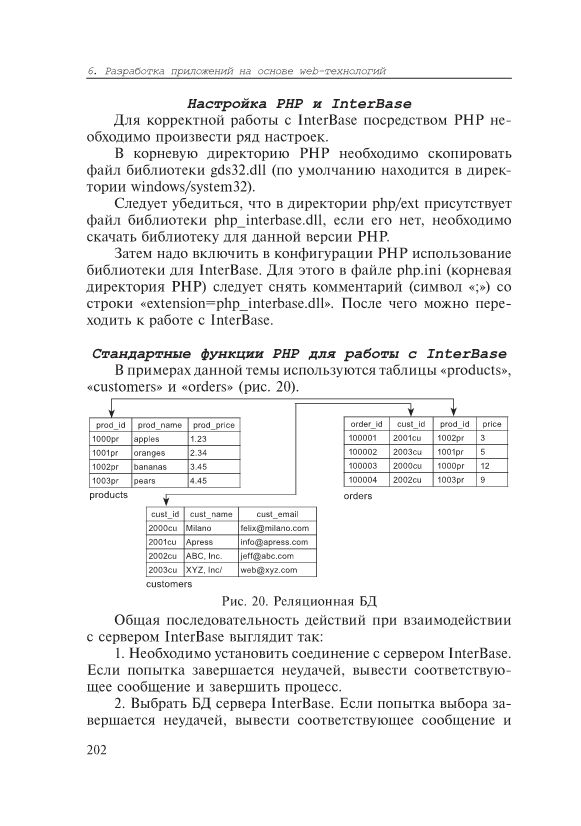 6. Разработка приложений на основе web-технологий
Настройка PHP и InterBase
Для корректной работы с InterBase посредством PHP не-
обходимо произвести ряд настроек.
В корневую директорию PHP необходимо скопировать
файл библиотеки gds32.dll (по умолчанию находится в дирек-
тории windows/system32).
Следует убедиться, что в директории php/ext присутствует
файл библиотеки php_interbase.dll, если его нет, необходимо
скачать библиотеку для данной версии PHP.
Затем надо включить в конфигурации PHP использование
библиотеки для InterBase. Для этого в файле php.ini (корневая
директория PHP) следует снять комментарий (символ «;») со
строки «extension=php_interbase.dll». После чего можно пере-
ходить к работе с InterBase.
Стандартные функции PHP для работы с InterBase
В примерах данной темы используются таблицы «products»,
«customers» и «orders» (рис. 20).
prod_id prod_name prod_price
1000pr apples 1.23
1001pr oranges 2.34
1002pr bananas 3.45
1003pr pears 4.45
products
order_id cust_id prod_id price
100001 2001cu 1002pr 3
100002 2003cu 1001pr 5
100003 2000cu 1000pr 12
100004 2002cu 1003pr 9
orders
cust_id cust_name cust_email
2000cu Milano felix@milano.com
2001cu Apress info@apress.com
2002cu ABC, Inc. jeff@abc.com
2003cu XYZ, Inc/ web@xyz.com
customers
Рис. 20. Реляционная БД
Общая последовательность действий при взаимодействии
с сервером InterBase выглядит так:
1. Необходимо установить соединение с сервером InterBase.
Если попытка завершается неудачей, вывести соответствую-
щее сообщение и завершить процесс.
2. Выбрать БД сервера InterBase. Если попытка выбора за-
вершается неудачей, вывести соответствующее сообщение и
202